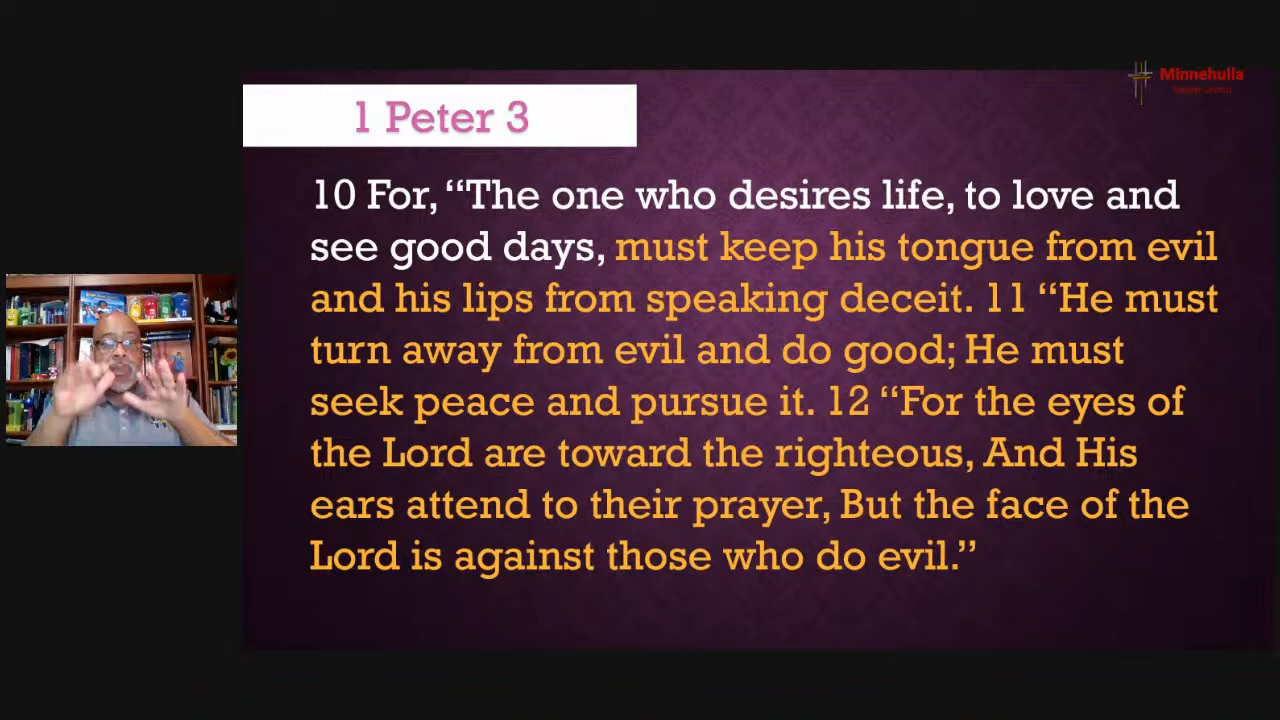 Minnehulla
1 Peter 3
10 For, “The one who desires life, to love and
see good days, must keep his tongue from evil
and his lips from speaking deceit. 11 “He must
turn away from evil and do good; He must
seek peace and pursue it. 12 “For the eyes of
the Lord are toward the righteous, And His
ears attend to their prayer, But the face of the
Lord is against those who do evil.”